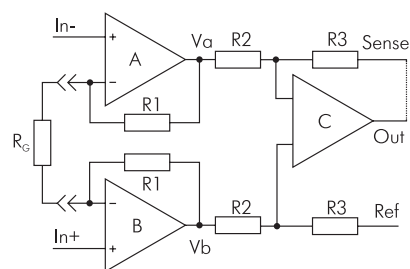 In-
+
A
-
Va
R2
R3
Sense
R1
RG
C
Out
R1
-
B
+
In+
Vb
R2
R3
Ref